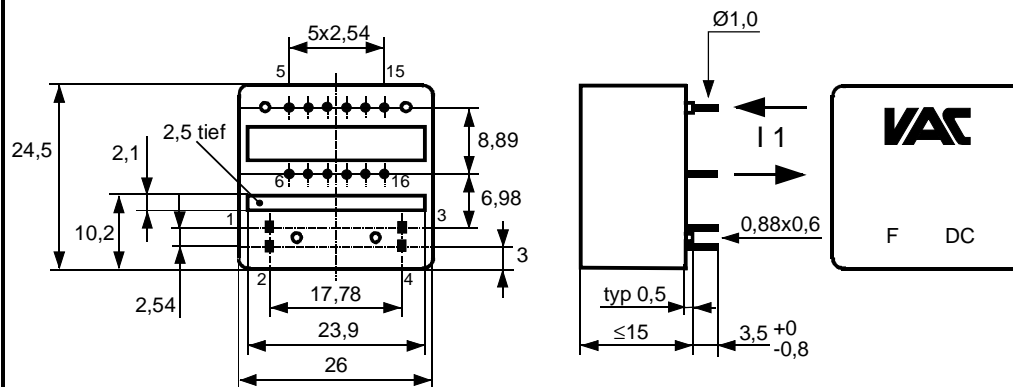 5x2,54
5
15
24,5
2,5 tief
2,1
6
16
8,89
6,98
1
3
10,2
2,54
2
4
3
17,78
23,9
26
Ø1,0
I 1
0,88x0,6
typ 0,5
≤15
3,5 +0
-0,8
VAC
F DC